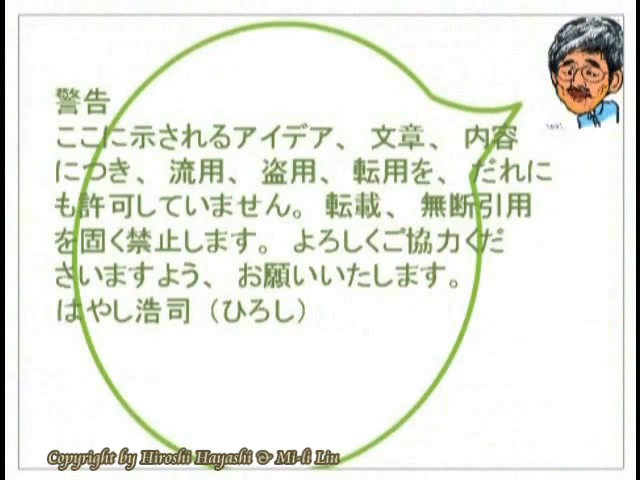 警告
ここに示されるアイデア、 文章、 内容
につき、 流用、 盗用、 転用を、 だれに
も許可していません。 転載、 無断引用
を固く禁止します。 よろしくご協力くだ
さいますよう、 お願いいたします。
はやし浩司 (ひろし)
Copyright by Hiroshi Hayashi & Mi-li Liu